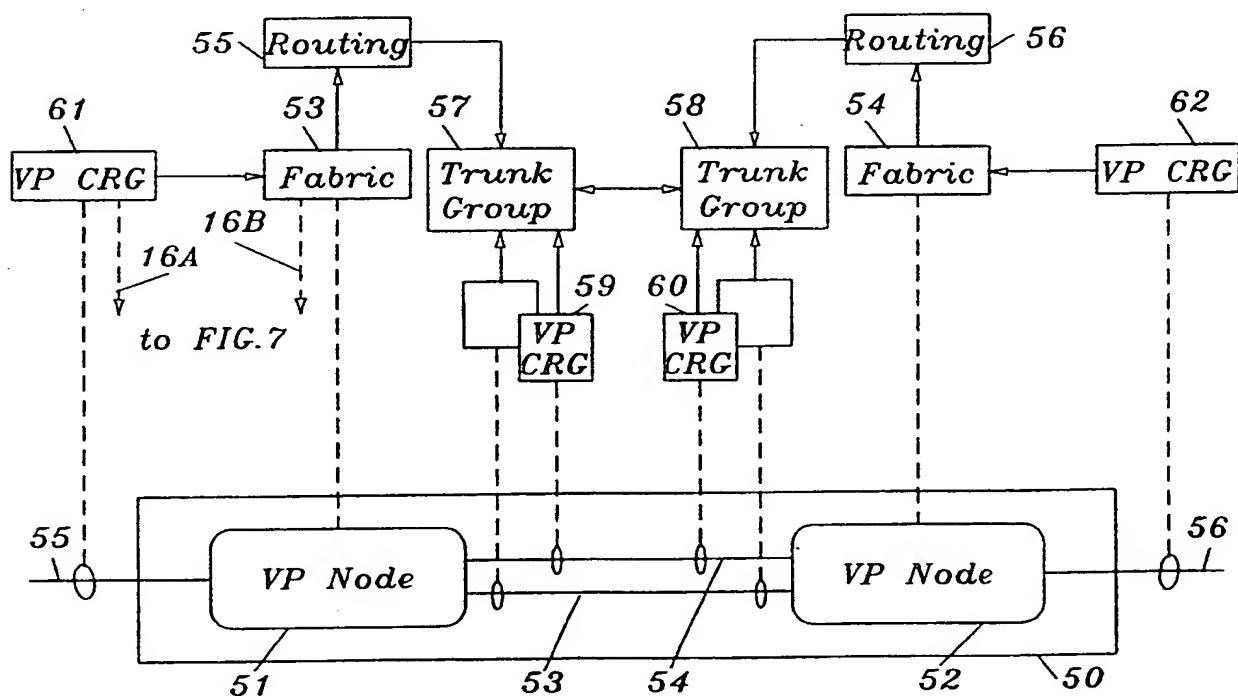 55
Routing
Routing
56
61
53
57
58
54
62
VP CRG
Fabric
Trunk
Group
Trunk
Group
Fabric
VP CRG
16B
16A
59
60
VP
CRG
VP
CRG
to FIG.7
55
VP Node
VP Node
56
51
53
54
52
50